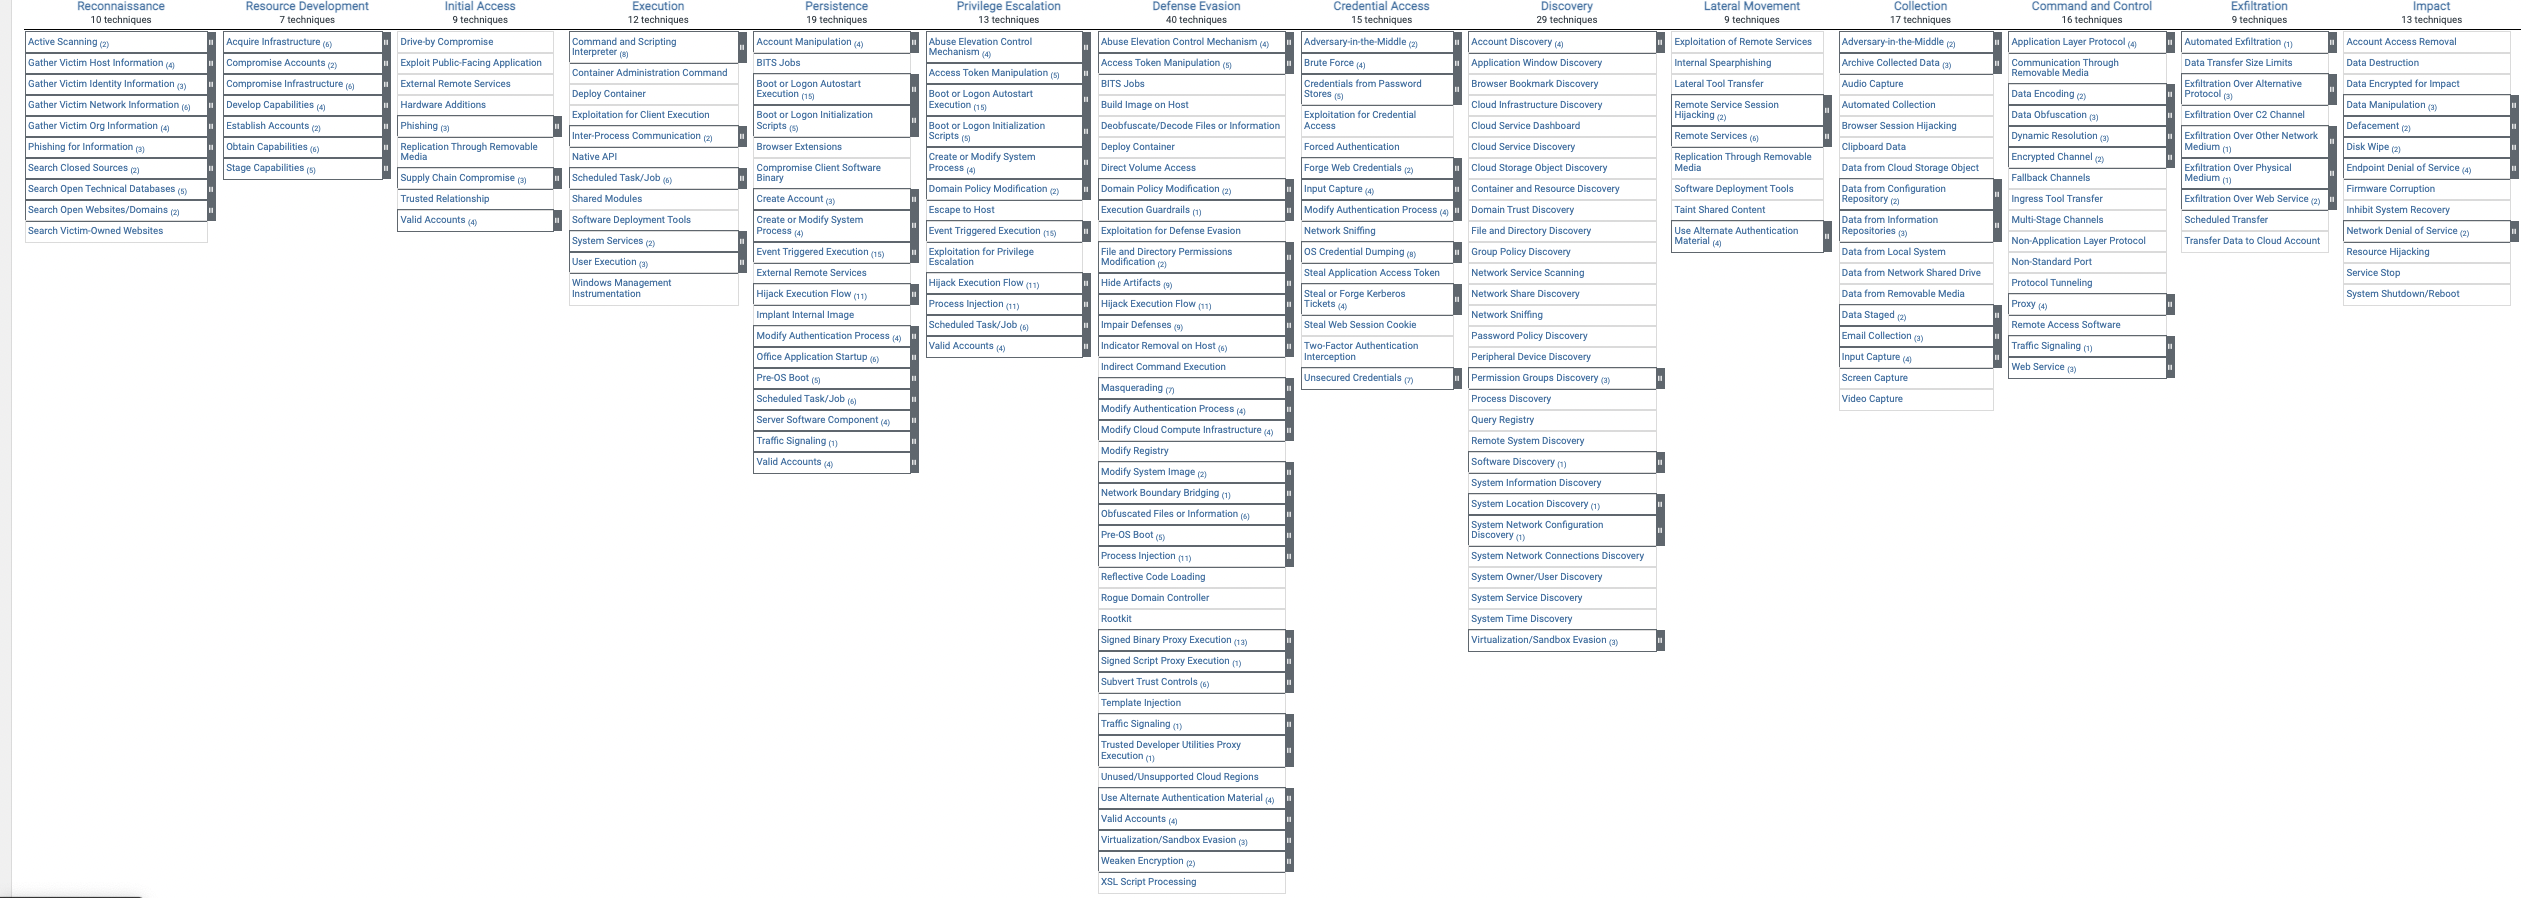 Reconnaissance
10 techniques
Active Scanning (2)
Gather Victim Host Information (4)
Gather Victim Identity Information (3)
Gather Victim Network Information (6)
Gather Victim Org Information (4)
Phishing for Information (3)
Search Closed Sources (2)
Search Open Technical Databases (5)
Search Open Websites/Domains (2)
Search Victim-Owned Websites
Resource Development
7 techniques
Acquire Infrastructure (6)
Compromise Accounts (2)
Compromise Infrastructure (6)
Develop Capabilities (4)
Establish Accounts (2)
Obtain Capabilities (6)
Stage Capabilities (5)
Initial Access
9 techniques
Drive-by Compromise
Exploit Public-Facing Application
External Remote Services
Hardware Additions
Phishing (3)
Replication Through Removable
Media
Supply Chain Compromise (3)
Trusted Relationship
Valid Accounts (4)
Execution
12 techniques
Command and Scripting
Interpreter (8)
Container Administration Command
Deploy Container
Exploitation for Client Execution
Inter-Process Communication (2)
Native API
Scheduled Task/Job (6)
Shared Modules
Software Deployment Tools
System Services (2)
User Execution (3)
Windows Management
Instrumentation
Persistence
19 techniques
Account Manipulation (4)
BITS Jobs
Boot or Logon Autostart
Execution (15)
Boot or Logon Initialization
Scripts (5)
Browser Extensions
Compromise Client Software
Binary
Create Account (3)
Create or Modify System
Process (4)
Event Triggered Execution (15)
External Remote Services
Hijack Execution Flow (11)
Implant Internal Image
Modify Authentication Process (4)
Office Application Startup (6)
Pre-OS Boot (5)
Scheduled Task/Job (6)
Server Software Component (4)
Traffic Signaling (1)
Valid Accounts (4)
Privilege Escalation
13 techniques
Abuse Elevation Control
Mechanism (4)
Access Token Manipulation (5)
Boot or Logon Autostart
Execution (15)
Boot or Logon Initialization
Scripts (5)
Create or Modify System
Process (4)
Domain Policy Modification (2)
Escape to Host
Event Triggered Execution (15)
Exploitation for Privilege
Escalation
Hijack Execution Flow (11)
Process Injection (11)
Scheduled Task/Job (6)
Valid Accounts (4)
Defense Evasion
40 techniques
Abuse Elevation Control Mechanism (4)
Access Token Manipulation (5)
BITS Jobs
Build Image on Host
Deobfuscate/Decode Files or Information
Deploy Container
Direct Volume Access
Domain Policy Modification (2)
Execution Guardrails (1)
Exploitation for Defense Evasion
File and Directory Permissions
Modification (2)
Hide Artifacts (9)
Hijack Execution Flow (11)
Impair Defenses (9)
Indicator Removal on Host (6)
Indirect Command Execution
Masquerading (7)
Modify Authentication Process (4)
Modify Cloud Compute Infrastructure (4)
Modify Registry
Modify System Image (2)
Network Boundary Bridging (1)
Obfuscated Files or Information (6)
Pre-OS Boot (5)
Process Injection (11)
Reflective Code Loading
Rogue Domain Controller
Rootkit
Signed Binary Proxy Execution (13)
Signed Script Proxy Execution (1)
Subvert Trust Controls (6)
Template Injection
Traffic Signaling (1)
Trusted Developer Utilities Proxy
Execution (1)
Unused/Unsupported Cloud Regions
Use Alternate Authentication Material (4)
Valid Accounts (4)
Virtualization/Sandbox Evasion (3)
Weaken Encryption (2)
XSL Script Processing
Credential Access
15 techniques
Adversary-in-the-Middle (2)
Brute Force (4)
Credentials from Password
Stores (5)
Exploitation for Credential
Access
Forced Authentication
Forge Web Credentials (2)
Input Capture (4)
Modify Authentication Process (4)
Network Sniffing
OS Credential Dumping (8)
Steal Application Access Token
Steal or Forge Kerberos
Tickets (4)
Steal Web Session Cookie
Two-Factor Authentication
Interception
Unsecured Credentials (7)
Discovery
29 techniques
Account Discovery (4)
Application Window Discovery
Browser Bookmark Discovery
Cloud Infrastructure Discovery
Cloud Service Dashboard
Cloud Service Discovery
Cloud Storage Object Discovery
Container and Resource Discovery
Domain Trust Discovery
File and Directory Discovery
Group Policy Discovery
Network Service Scanning
Network Share Discovery
Network Sniffing
Password Policy Discovery
Peripheral Device Discovery
Permission Groups Discovery (3)
Process Discovery
Query Registry
Remote System Discovery
Software Discovery (1)
System Information Discovery
System Location Discovery (1)
System Network Configuration
Discovery (1)
System Network Connections Discovery
System Owner/User Discovery
System Service Discovery
System Time Discovery
Virtualization/Sandbox Evasion (3)
Lateral Movement
9 techniques
Exploitation of Remote Services
Internal Spearphishing
Lateral Tool Transfer
Remote Service Session
Hijacking (2)
Remote Services (6)
Replication Through Removable
Media
Software Deployment Tools
Taint Shared Content
Use Alternate Authentication
Material (4)
Collection
17 techniques
Adversary-in-the-Middle (2)
Archive Collected Data (3)
Audio Capture
Automated Collection
Browser Session Hijacking
Clipboard Data
Data from Cloud Storage Object
Data from Configuration
Repository (2)
Data from Information
Repositories (3)
Data from Local System
Data from Network Shared Drive
Data from Removable Media
Data Staged (2)
Email Collection (3)
Input Capture (4)
Screen Capture
Video Capture
Command and Control
16 techniques
Application Layer Protocol (4)
Communication Through
Removable Media
Data Encoding (2)
Data Obfuscation (3)
Dynamic Resolution (3)
Encrypted Channel (2)
Fallback Channels
Ingress Tool Transfer
Multi-Stage Channels
Non-Application Layer Protocol
Non-Standard Port
Protocol Tunneling
Proxy (4)
Remote Access Software
Traffic Signaling (1)
Web Service (3)
Exfiltration
9 techniques
Automated Exfiltration (1)
Data Transfer Size Limits
Exfiltration Over Alternative
Protocol (3)
Exfiltration Over C2 Channel
Exfiltration Over Other Network
Medium (1)
Exfiltration Over Physical
Medium (1)
Exfiltration Over Web Service (2)
Scheduled Transfer
Transfer Data to Cloud Account
Impact
13 techniques
Account Access Removal
Data Destruction
Data Encrypted for Impact
Data Manipulation (3)
Defacement (2)
Disk Wipe (2)
Endpoint Denial of Service (4)
Firmware Corruption
Inhibit System Recovery
Network Denial of Service (2)
Resource Hijacking
Service Stop
System Shutdown/Reboot